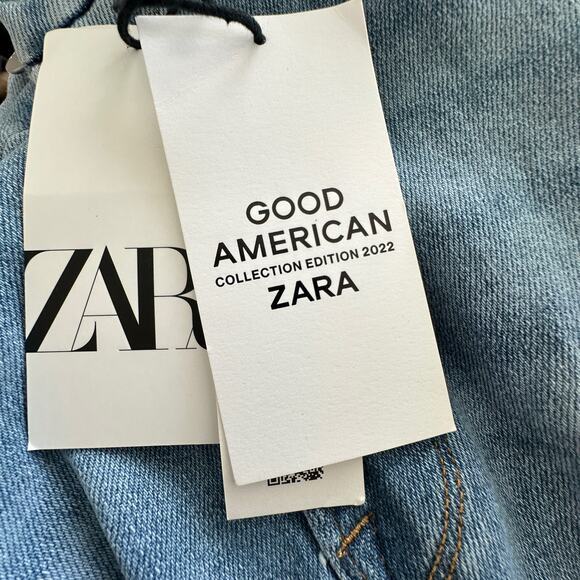 ZAR
GOOD
AMERICAN
COLLECTION EDITION 2022
ZARA